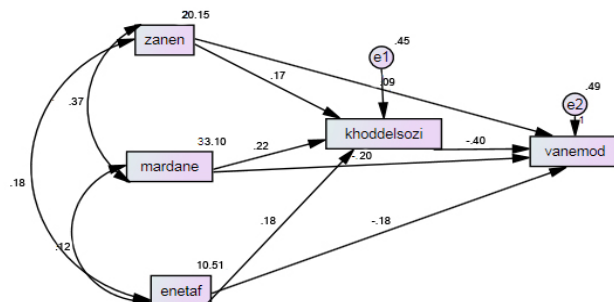 20.15
zanen
.45
e1
.17
.09
.49
e2
1
.37
khoddelsozi
33.10
.22
-.40
vanemod
mardane
-.20
.18
.12
.18
-.18
10.51
enetaf